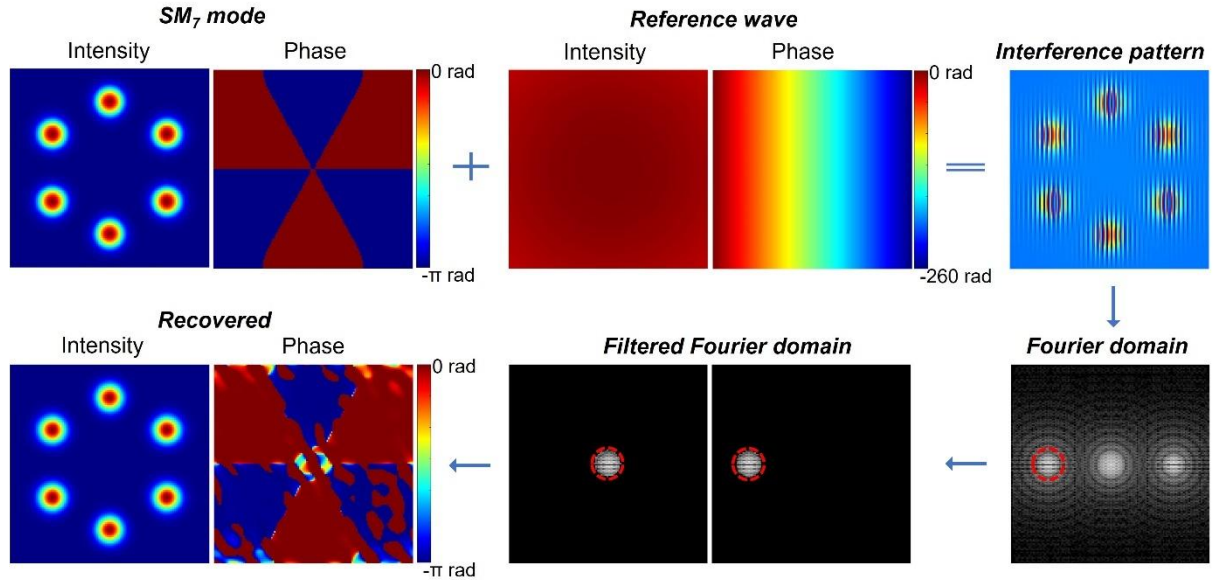 SM₇ mode
Intensity
Phase
0 rad
-π rad
Reference wave
Intensity
Phase
0 rad
-260 rad
Interference pattern
Recovered
Intensity
Phase
0 rad
-π rad
Filtered Fourier domain
Fourier domain